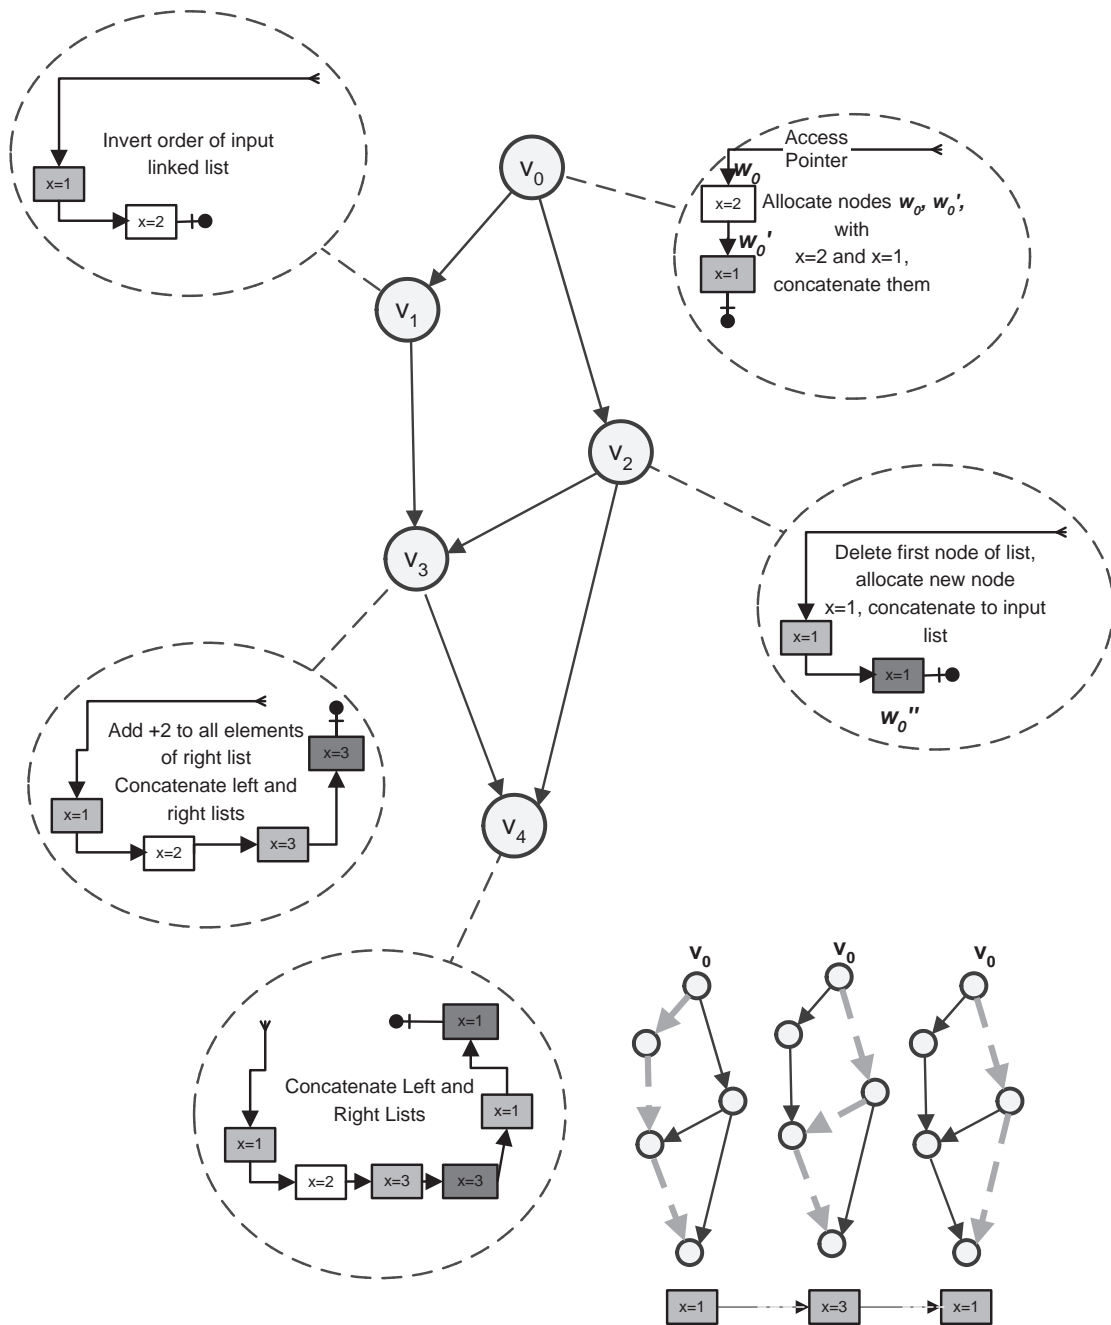 Invert order of input
linked list
x=1
x=2
v0
Access
Pointer
w0
x=2
Allocate nodes w0, w0',
with
w0'
x=2 and x=1,
x=1
concatenate them
v1
v2
Delete first node of list,
allocate new node
x=1, concatenate to input
list
x=1
x=1
w0''
v3
Add +2 to all elements
of right list
Concatenate left and
right lists
x=3
x=1
x=2
x=3
v4
x=1
Concatenate Left and
Right Lists
x=1
x=1
x=2
x=3
x=3
v0
v0
v0
x=1
x=3
x=1